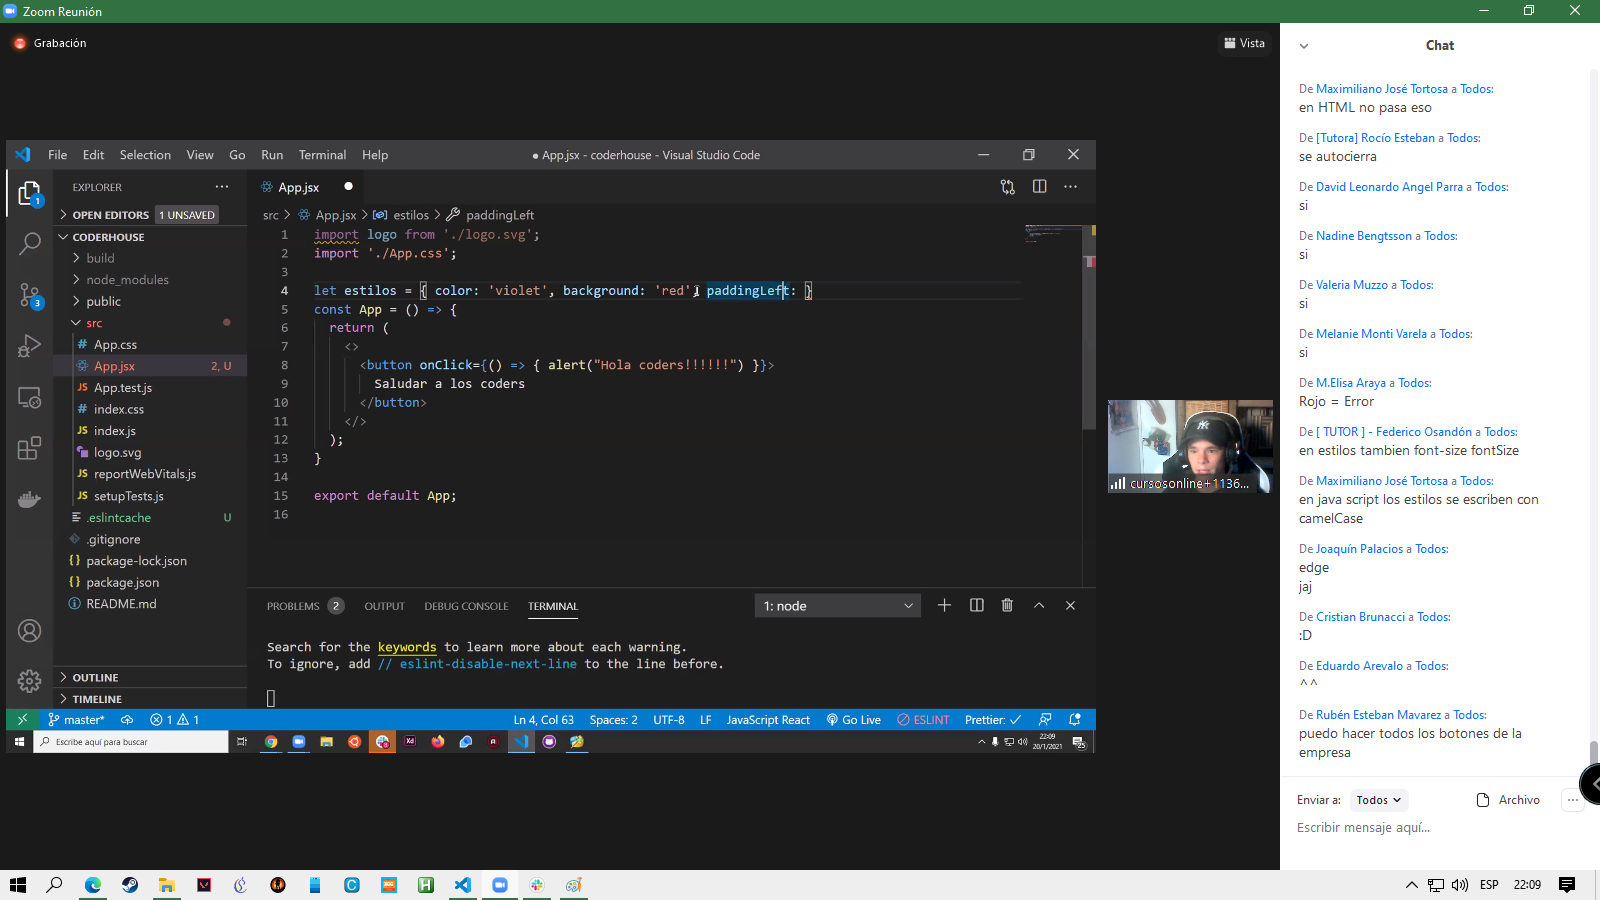 Zoom Reunión
Grabación
Vista
File Edit Selection View Go Run Terminal Help
● App.jsx - coderhouse - Visual Studio Code
EXPLORER
OPEN EDITORS 1 UNSAVED
CODERHOUSE
build
node_modules
public
src
App.css
App.jsx 2, U
App.test.js
index.css
index.js
logo.svg
reportWebVitals.js
setupTests.js
.eslintcache U
.gitignore
package-lock.json
package.json
README.md
OUTLINE
TIMELINE
App.jsx
src > App.jsx > estilos > paddingLeft
1 import logo from './logo.svg';
2 import './App.css';
3
4 let estilos = { color: 'violet', background: 'red', paddingLeft: }
5 const App = () => {
6 return (
7 <>
8 <button onClick={() => { alert("Hola coders!!!!!!") }}>
9 Saludar a los coders
10 </button>
11 </>
12 );
13 }
14
15 export default App;
16
PROBLEMS 2 OUTPUT DEBUG CONSOLE TERMINAL
1: node
Search for the keywords to learn more about each warning.
To ignore, add // eslint-disable-next-line to the line before.
master* 1 1 Ln 4, Col 63 Spaces: 2 UTF-8 LF JavaScript React Go Live ESLINT Prettier: ✓
Escribe aquí para buscar
22:09
20/1/2021
cursosonline+1136...
Chat
De Maximiliano José Tortosa a Todos:
en HTML no pasa eso
De [Tutora] Rocío Esteban a Todos:
se autocierra
De David Leonardo Angel Parra a Todos:
si
De Nadine Bengtsson a Todos:
si
De Valeria Muzzo a Todos:
si
De Melanie Monti Varela a Todos:
si
De M.Elisa Araya a Todos:
Rojo = Error
De [ TUTOR ] - Federico Osandón a Todos:
en estilos tambien font-size fontSize
De Maximiliano José Tortosa a Todos:
en java script los estilos se escriben con
camelCase
De Joaquín Palacios a Todos:
edge
jaj
De Cristian Brunacci a Todos:
:D
De Eduardo Arevalo a Todos:
^^
De Rubén Esteban Mavarez a Todos:
puedo hacer todos los botones de la
empresa
Enviar a: Todos
Archivo
Escribir mensaje aquí...
ESP 22:09